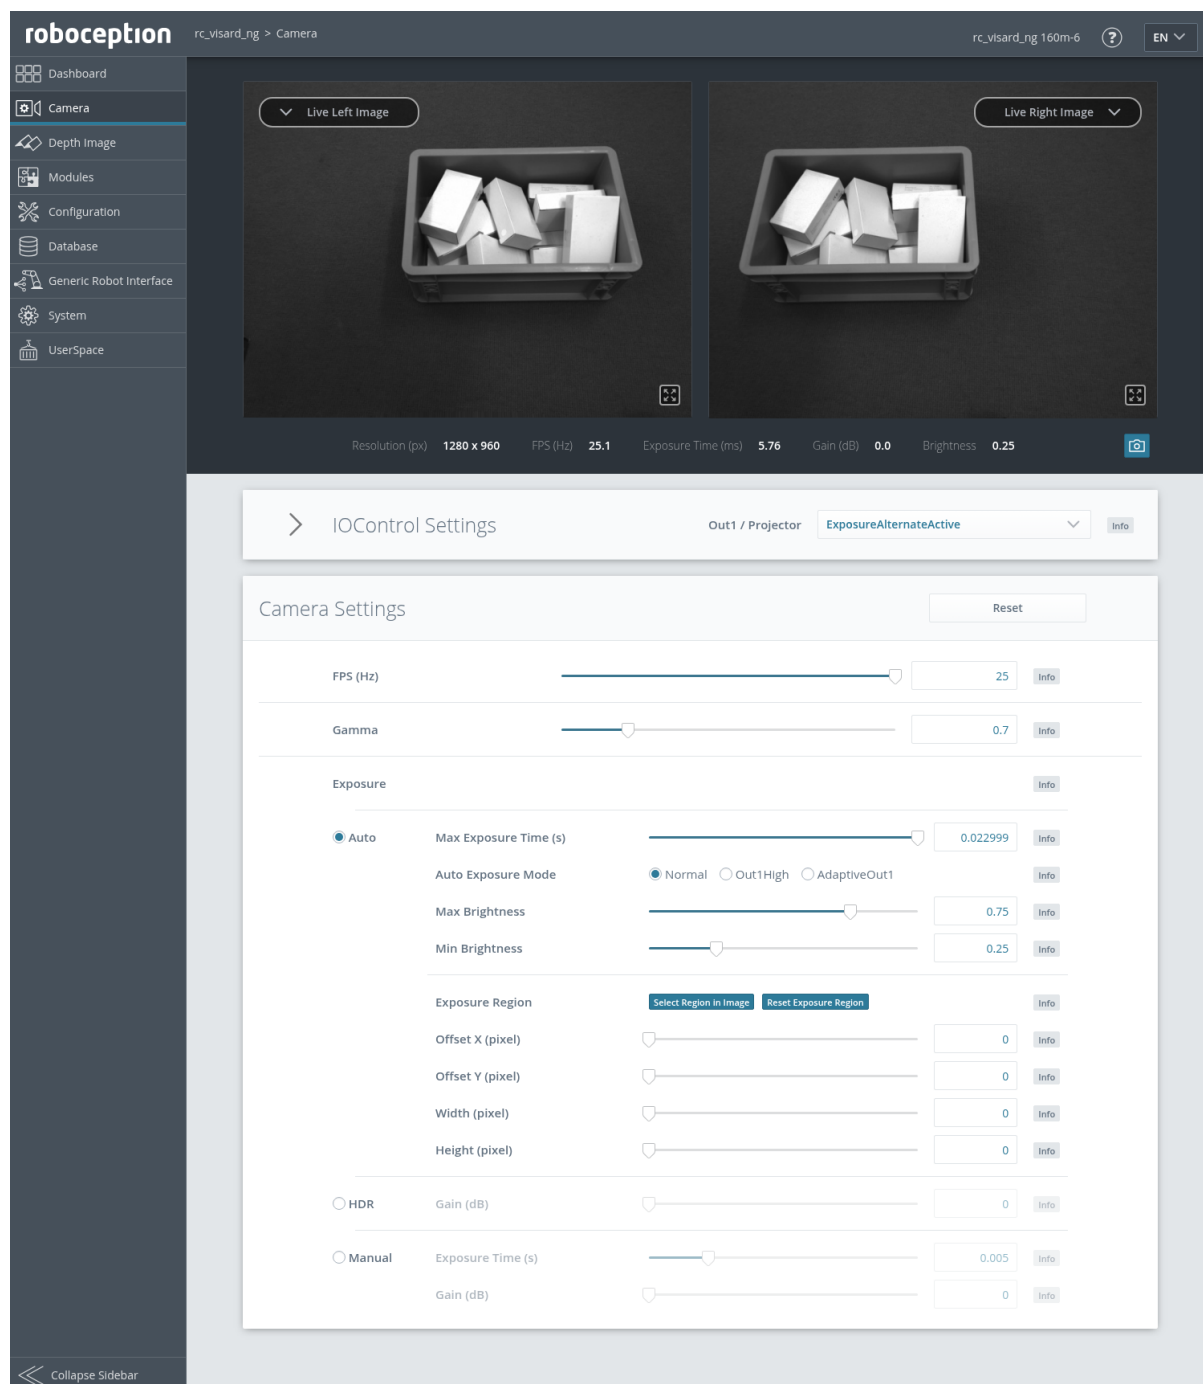 roboception rc_visard_ng > Camera rc_visard_ng 160m-6 ? EN
Dashboard
Camera
Depth Image
Modules
Configuration
Database
Generic Robot Interface
System
UserSpace
Live Left Image Live Right Image
Resolution (px) 1280 x 960 FPS (Hz) 25.1 Exposure Time (ms) 5.76 Gain (dB) 0.0 Brightness 0.25
IOControl Settings Out1 / Projector ExposureAlternateActive Info
Camera Settings Reset
FPS (Hz) 25 Info
Gamma 0.7 Info
Exposure Info
Auto Max Exposure Time (s) 0.022999 Info
Auto Exposure Mode Normal Out1High AdaptiveOut1 Info
Max Brightness 0.75 Info
Min Brightness 0.25 Info
Exposure Region Select Region in Image Reset Exposure Region Info
Offset X (pixel) 0 Info
Offset Y (pixel) 0 Info
Width (pixel) 0 Info
Height (pixel) 0 Info
HDR Gain (dB) 0 Info
Manual Exposure Time (s) 0.005 Info
Gain (dB) 0 Info
Collapse Sidebar